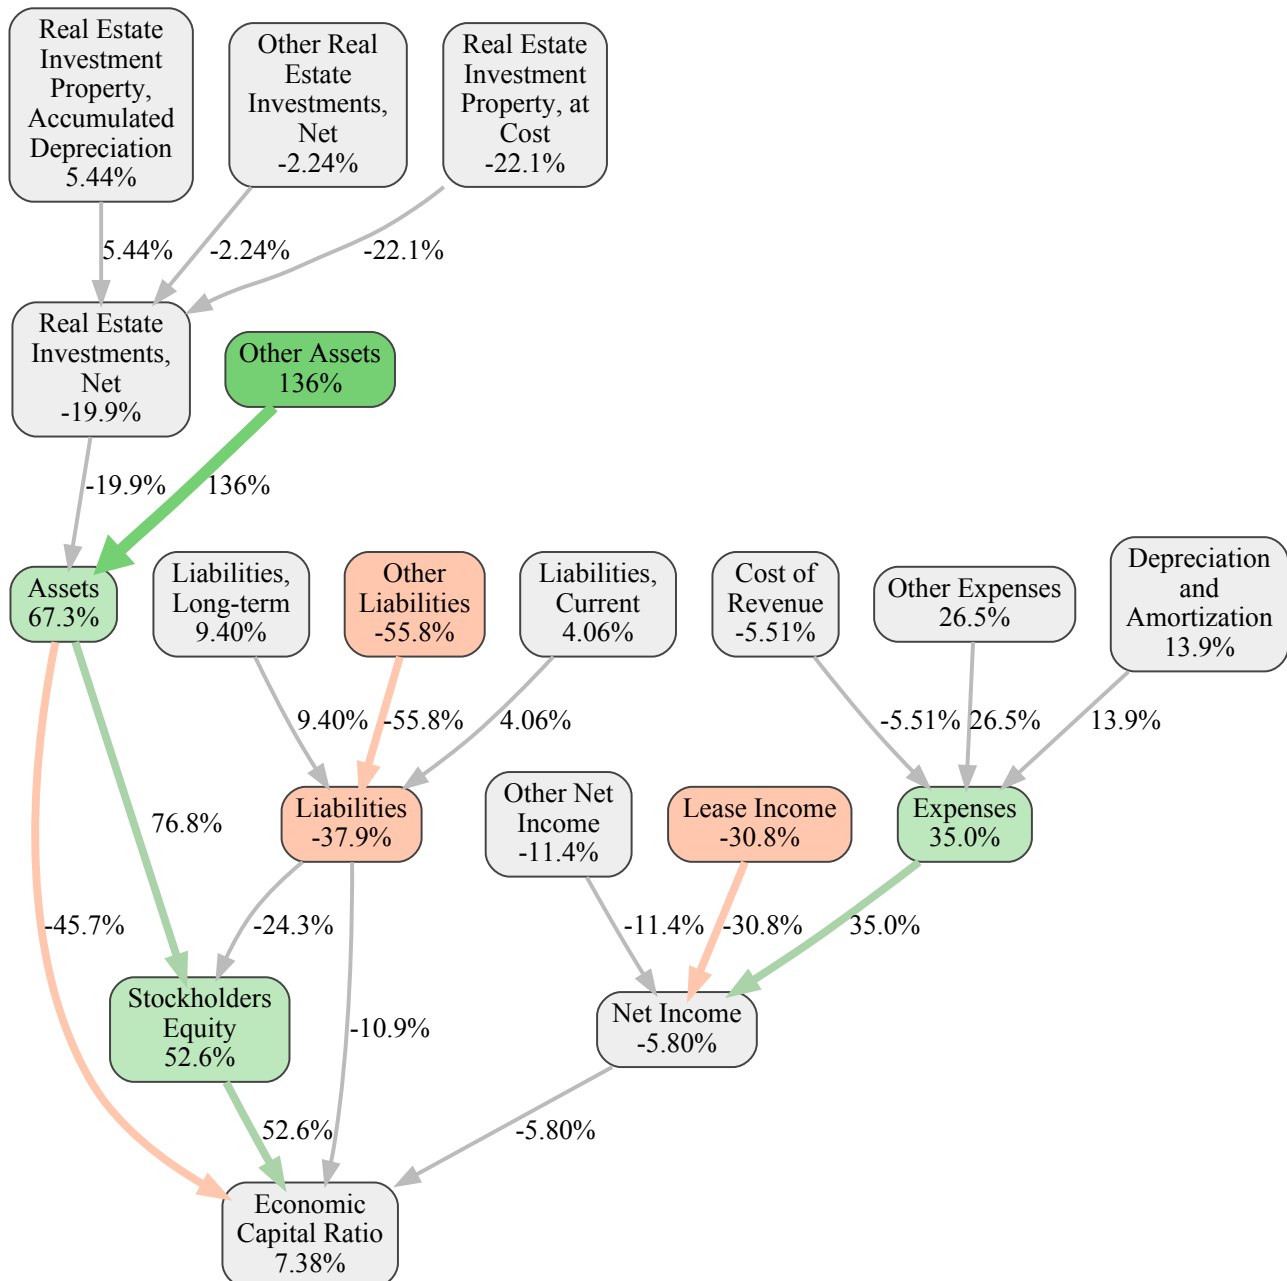 Real Estate
Investment
Property,
Accumulated
Depreciation
5.44%
Other Real
Estate
Investments,
Net
-2.24%
Real Estate
Investment
Property, at
Cost
-22.1%
5.44%
-2.24%
-22.1%
Real Estate
Investments,
Net
-19.9%
Other Assets
136%
-19.9%
136%
Assets
67.3%
Liabilities,
Long-term
9.40%
Other
Liabilities
-55.8%
Liabilities,
Current
4.06%
Cost of
Revenue
-5.51%
Other Expenses
26.5%
Depreciation
and
Amortization
13.9%
9.40%
-55.8%
4.06%
-5.51%
26.5%
13.9%
76.8%
Liabilities
-37.9%
Other Net
Income
-11.4%
Lease Income
-30.8%
Expenses
35.0%
-45.7%
-24.3%
-11.4%
-30.8%
35.0%
Stockholders
Equity
52.6%
-10.9%
Net Income
-5.80%
52.6%
-5.80%
Economic
Capital Ratio
7.38%